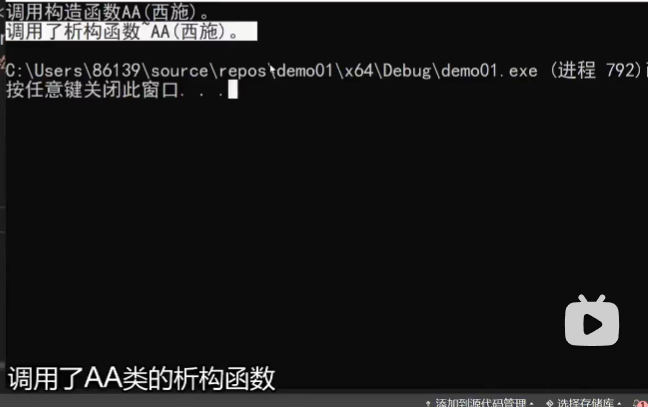 调用构造函数AA(西施)。
调用了析构函数~AA(西施)。
C:\Users\86139\source\repos\demo01\x64\Debug\demo01.exe (进程 792)
按任意键关闭此窗口. . .
调用了AA类的析构函数
添加到源代码管理
选择存储库